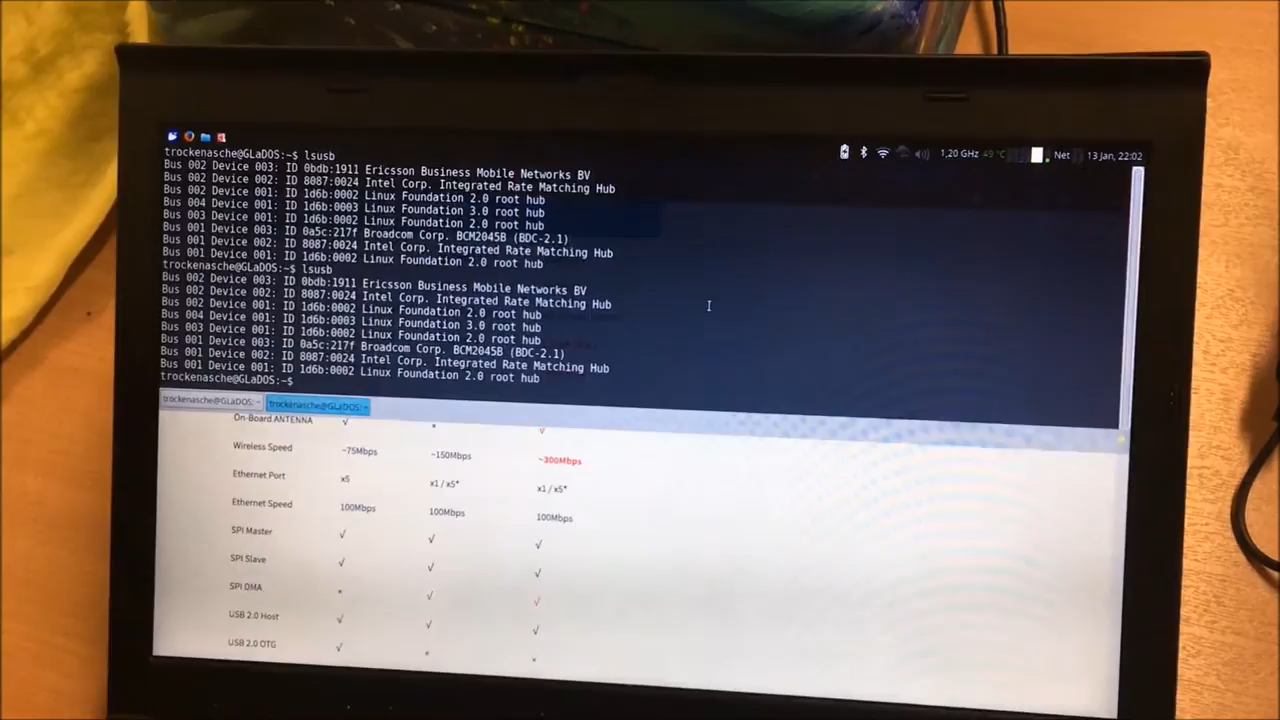 trockenasche@GLaDOS:~$ lsusb
1,20 GHz 49 °C Net 13 Jan, 22:02
Bus 002 Device 003: ID 0bdb:1911 Ericsson Business Mobile Networks BV
Bus 002 Device 002: ID 8087:0024 Intel Corp. Integrated Rate Matching Hub
Bus 002 Device 001: ID 1d6b:0002 Linux Foundation 2.0 root hub
Bus 004 Device 001: ID 1d6b:0003 Linux Foundation 3.0 root hub
Bus 003 Device 001: ID 1d6b:0002 Linux Foundation 2.0 root hub
Bus 001 Device 003: ID 0a5c:217f Broadcom Corp. BCM2045B (BDC-2.1)
Bus 001 Device 002: ID 8087:0024 Intel Corp. Integrated Rate Matching Hub
Bus 001 Device 001: ID 1d6b:0002 Linux Foundation 2.0 root hub
trockenasche@GLaDOS:~$ lsusb
Bus 002 Device 003: ID 0bdb:1911 Ericsson Business Mobile Networks BV
Bus 002 Device 002: ID 8087:0024 Intel Corp. Integrated Rate Matching Hub
Bus 002 Device 001: ID 1d6b:0002 Linux Foundation 2.0 root hub
Bus 004 Device 001: ID 1d6b:0003 Linux Foundation 3.0 root hub
Bus 003 Device 001: ID 1d6b:0002 Linux Foundation 2.0 root hub
Bus 001 Device 003: ID 0a5c:217f Broadcom Corp. BCM2045B (BDC-2.1)
Bus 001 Device 002: ID 8087:0024 Intel Corp. Integrated Rate Matching Hub
Bus 001 Device 001: ID 1d6b:0002 Linux Foundation 2.0 root hub
trockenasche@GLaDOS:~$
trockenasche@GLaDOS: ~ trockenasche@GLaDOS: ~
On-Board ANTENNA √ * √
Wireless Speed ~75Mbps ~150Mbps ~300Mbps
Ethernet Port x5 x1 / x5* x1 / x5*
Ethernet Speed 100Mbps 100Mbps 100Mbps
SPI Master √ √ √
SPI Slave √ √ √
SPI DMA * √ √
USB 2.0 Host √ √ √
USB 2.0 OTG √ * *